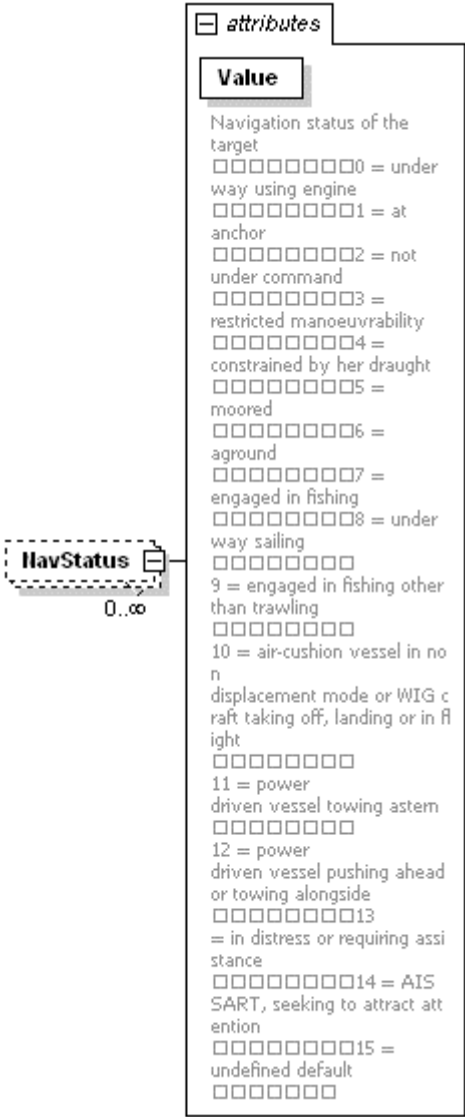 attributes
Value
Navigation status of the
target
□□□□□□□□0 = under
way using engine
□□□□□□□□1 = at
anchor
□□□□□□□□2 = not
under command
□□□□□□□□3 =
restricted manoeuvrability
□□□□□□□□4 =
constrained by her draught
□□□□□□□□5 =
moored
□□□□□□□□6 =
aground
□□□□□□□□7 =
engaged in fishing
□□□□□□□□8 = under
way sailing
□□□□□□□□
9 = engaged in fishing other
than trawling
□□□□□□□□
10 = air-cushion vessel in no
n
displacement mode or WIG c
raft taking off, landing or in fl
ight
□□□□□□□□
11 = power
driven vessel towing astern
□□□□□□□□
12 = power
driven vessel pushing ahead
or towing alongside
□□□□□□□□13
= in distress or requiring assi
stance
□□□□□□□□14 = AIS
SART, seeking to attract att
ention
□□□□□□□□15 =
undefined default
□□□□□□□
NavStatus
0..∞